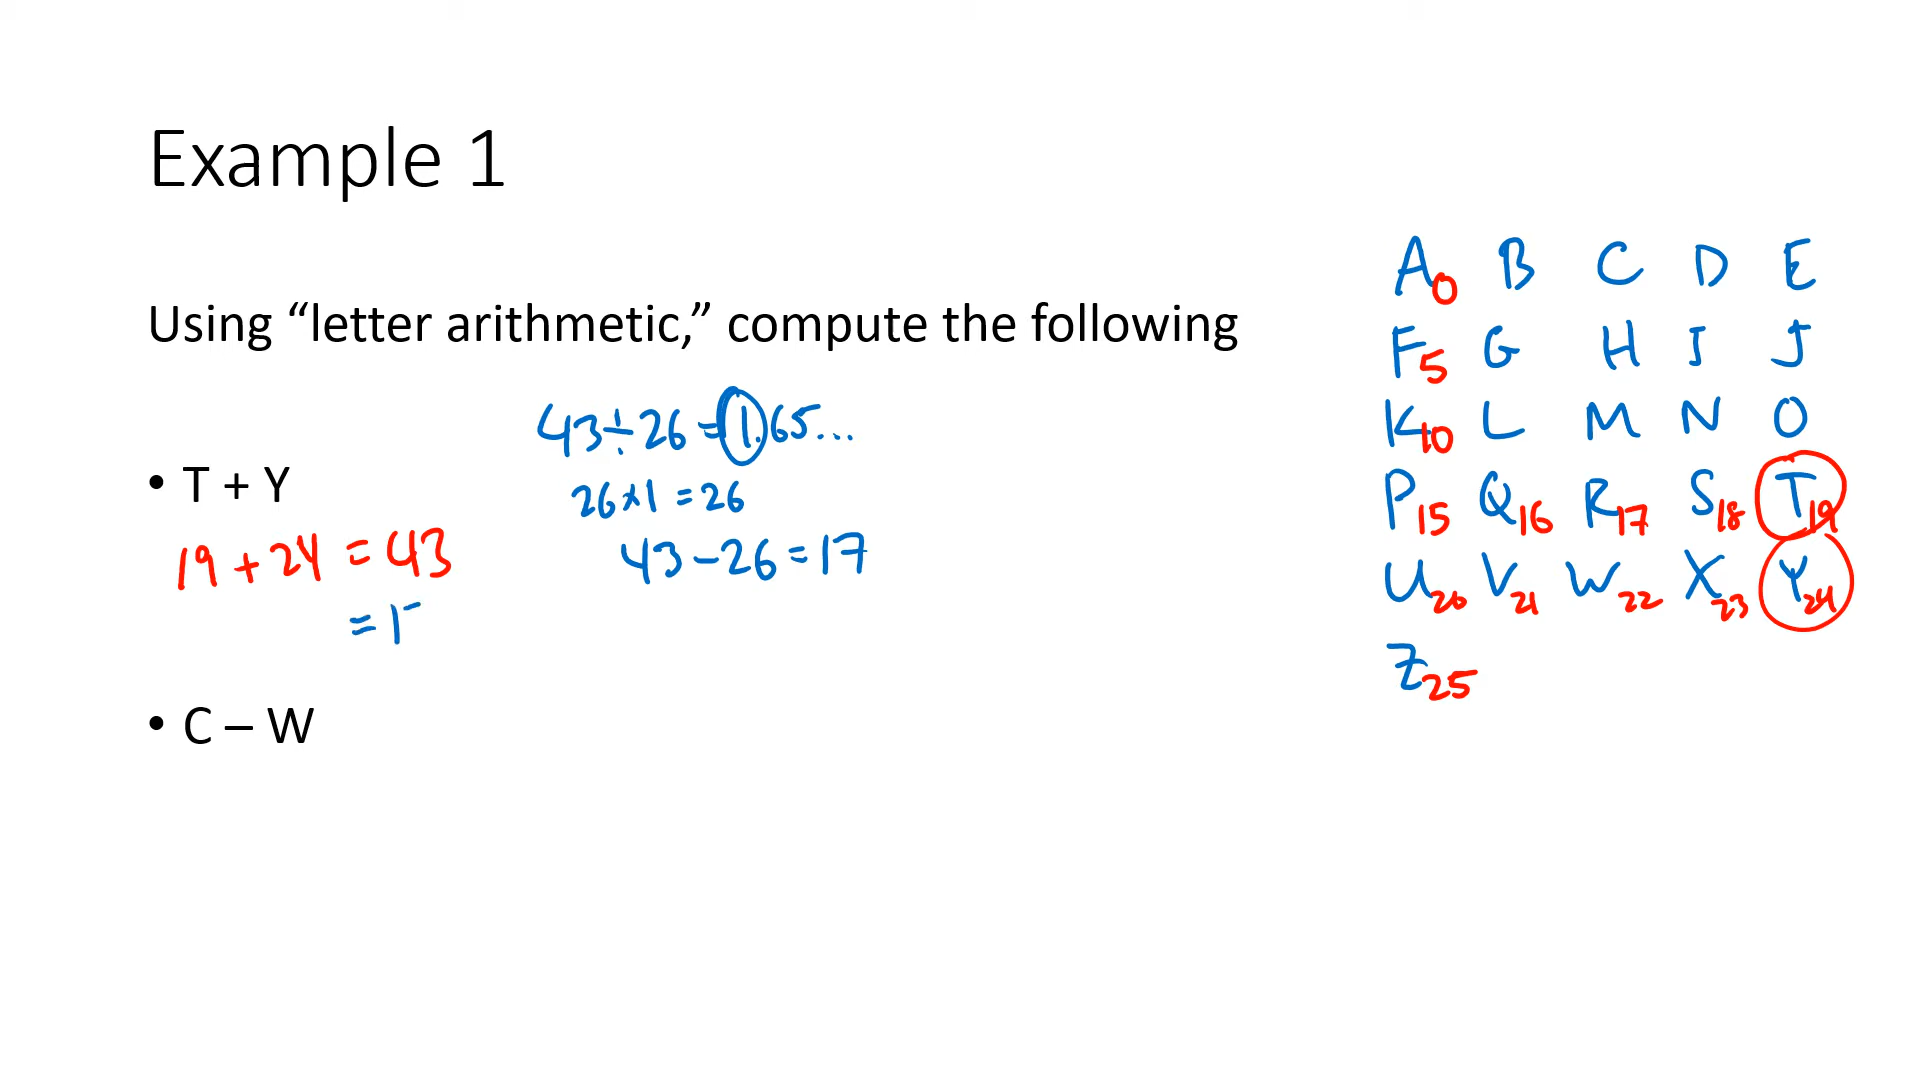 Example 1
Using “letter arithmetic,” compute the following
43 ÷ 26 = 1.65...
26 × 1 = 26
43 – 26 = 17
• T + Y
19 + 24 = 43
= 1
• C – W
A0 B C D E
F5 G H I J
K10 L M N O
P15 Q16 R17 S18 T19
U20 V21 W22 X23 Y24
Z25